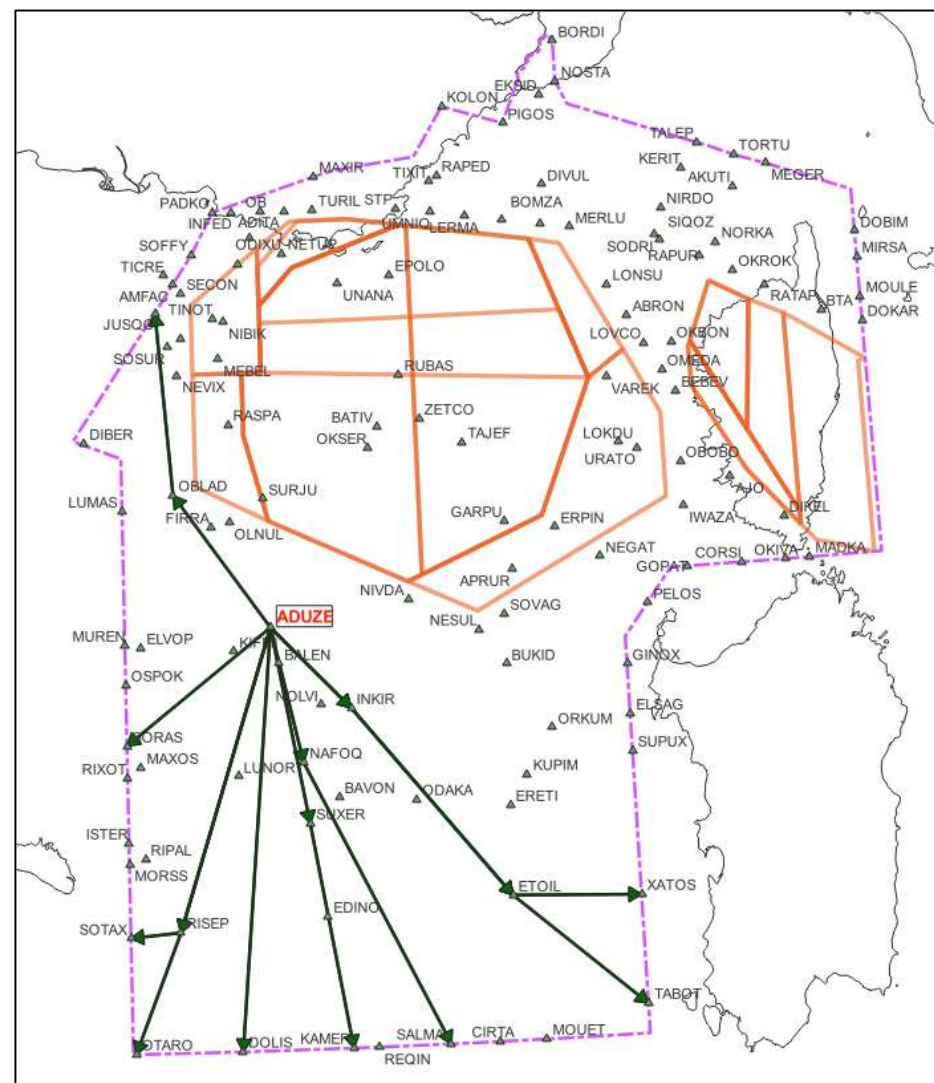 BORDI
NOSTA
EKSID
KOLON
PIGOS
TALEP
TORTU
KERIT
MEGER
MAXIR
TIXIT
RAPED
AKUTI
DIVUL
PADKO
OB
TURIL
STP
BOMZA
NIRDO
INFED
UMNIO
LERMA
MERLU
SIQOZ
DOBIM
SOFFY
ODIXU
NETUP
SODRI
NORKA
MIRSA
RAPUR
TICRE
SECON
EPOLO
OKROK
UNANA
LONSU
RATAP
MOULE
AMFAC
BTA
TINOT
ABRON
DOKAR
JUSQO
NIBIK
LOVCO
OKBON
SOSUR
MEBEL
OMEDA
NEVIX
RUBAS
VAREK
BEBEV
RASPA
BATIV
ZETCO
DIBER
OKSER
TAJEF
LOKDU
URATO
OBOBO
AJO
OBLAD
SURJU
LUMAS
FIRRA
OLNUL
GARPU
ERPIN
IWAZA
DIKEL
NEGAT
CORSI
OKIVA
MADKA
APRUR
GOPAT
NIVDA
SOVAG
PELOS
ADUZE
NESUL
MUREN
ELVOP
BALEN
BUKID
GINOX
OSPOK
NOLVI
INKIR
ELSAG
ORKUM
NAFOQ
SUPUX
RIXOT
MAXOS
LUNOR
KUPIM
BAVON
ODAKA
ERETI
SUXER
ISTER
RIPAL
MORSS
ETOIL
XATOS
EDINO
SOTAX
RISEP
TABOT
OTARO
DOLIS
KAMER
SALMA
CIRTA
MOUET
REQIN